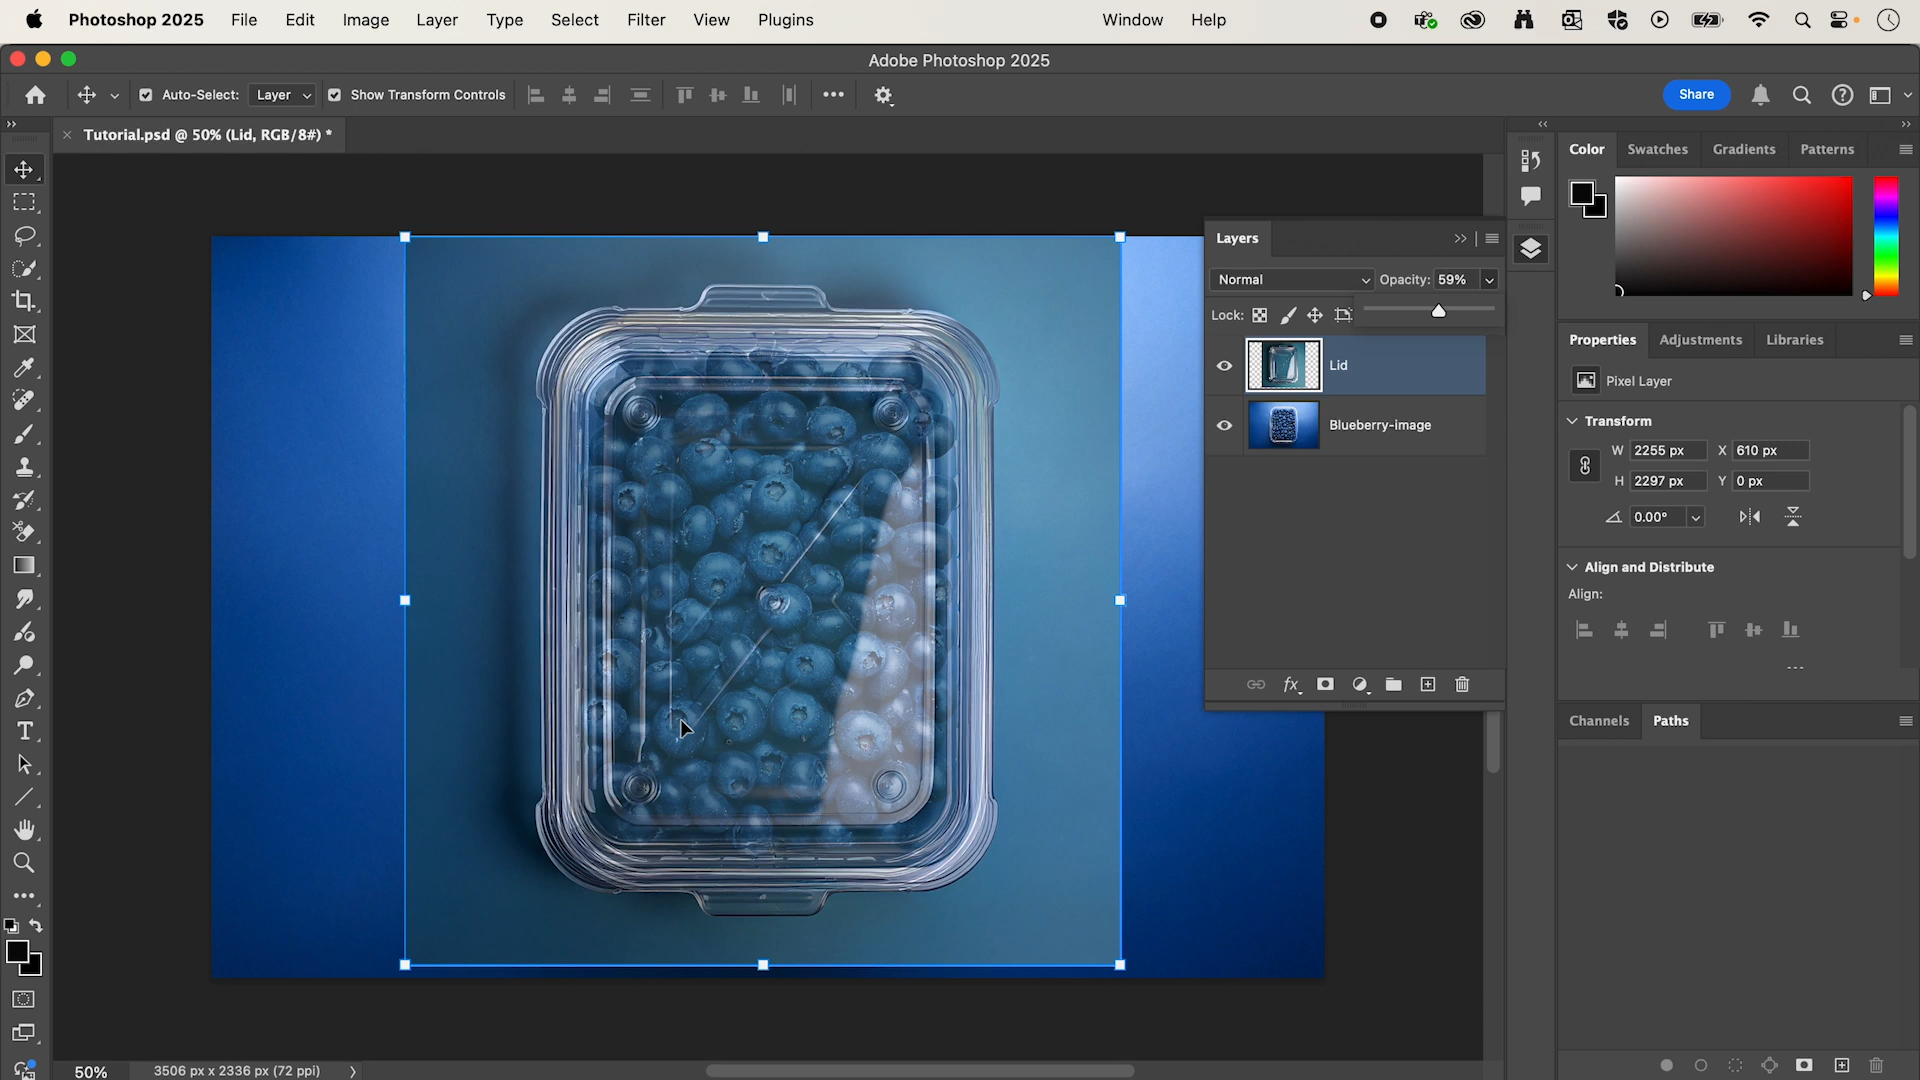 Photoshop 2025 File Edit Image Layer Type Select Filter View Plugins Window Help
Adobe Photoshop 2025
Auto-Select: Layer Show Transform Controls Share
Tutorial.psd @ 50% (Lid, RGB/8#) *
Color Swatches Gradients Patterns
Layers
Normal Opacity: 59%
Lock:
Lid
Blueberry-image
Properties Adjustments Libraries
Pixel Layer
Transform
W 2255 px X 610 px
H 2297 px Y 0 px
0.00°
Align and Distribute
Align:
fx
Channels Paths
50% 3506 px x 2336 px (72 ppi)